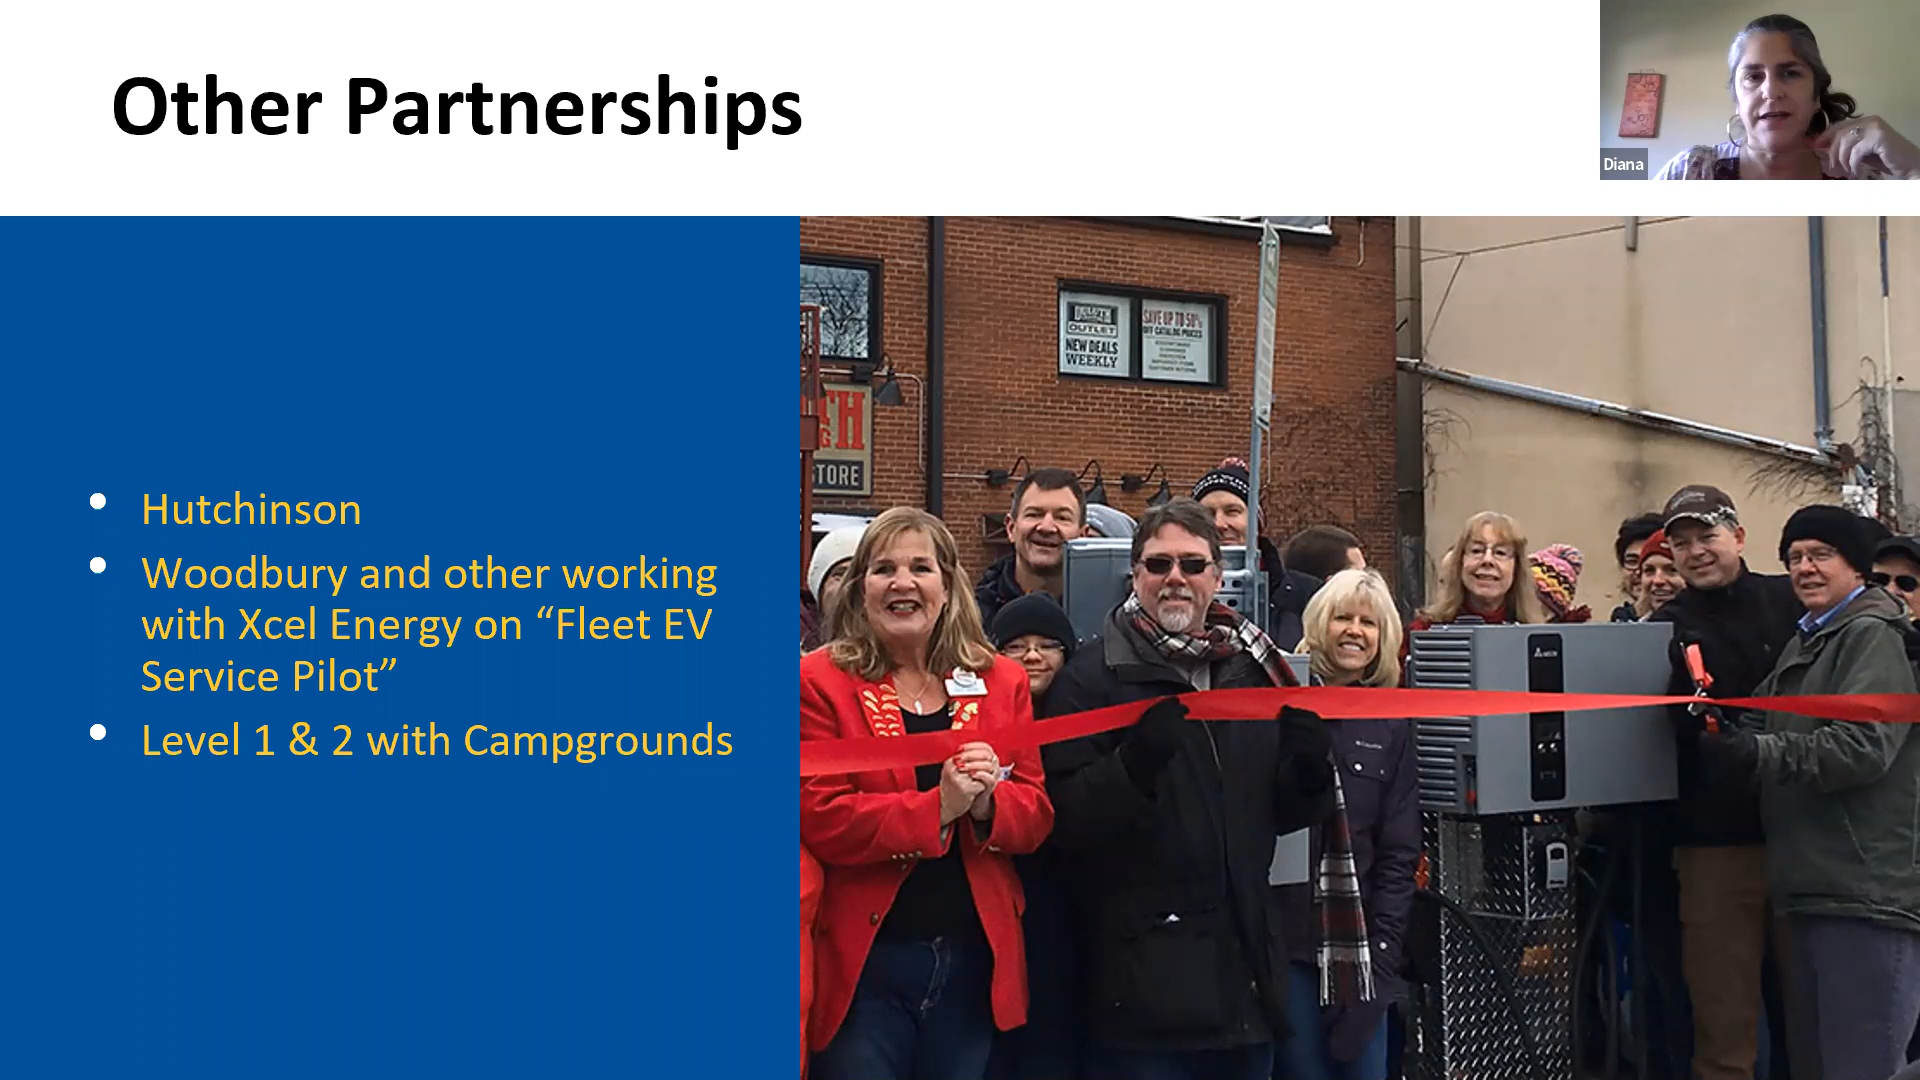 Other Partnerships
Diana
• Hutchinson
• Woodbury and other working
with Xcel Energy on “Fleet EV
Service Pilot”
• Level 1 & 2 with Campgrounds
OUTLET
NEW DEALS
WEEKLY
SAVE UP TO 50%
OFF CATALOG PRICES
TH
G
STORE